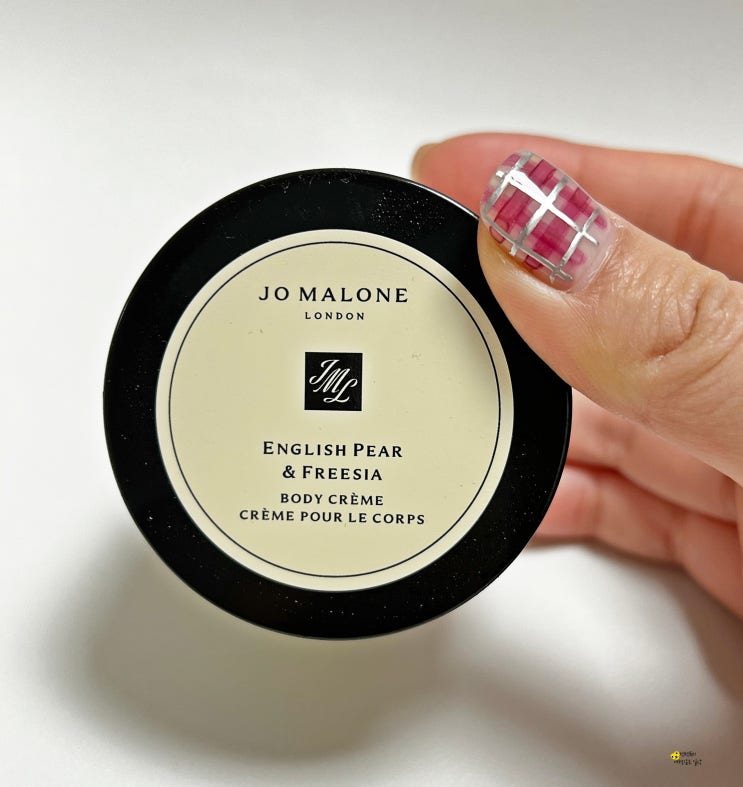 JO MALONE
LONDON
JML
ENGLISH PEAR
& FREESIA
BODY CRÈME
CRÈME POUR LE CORPS